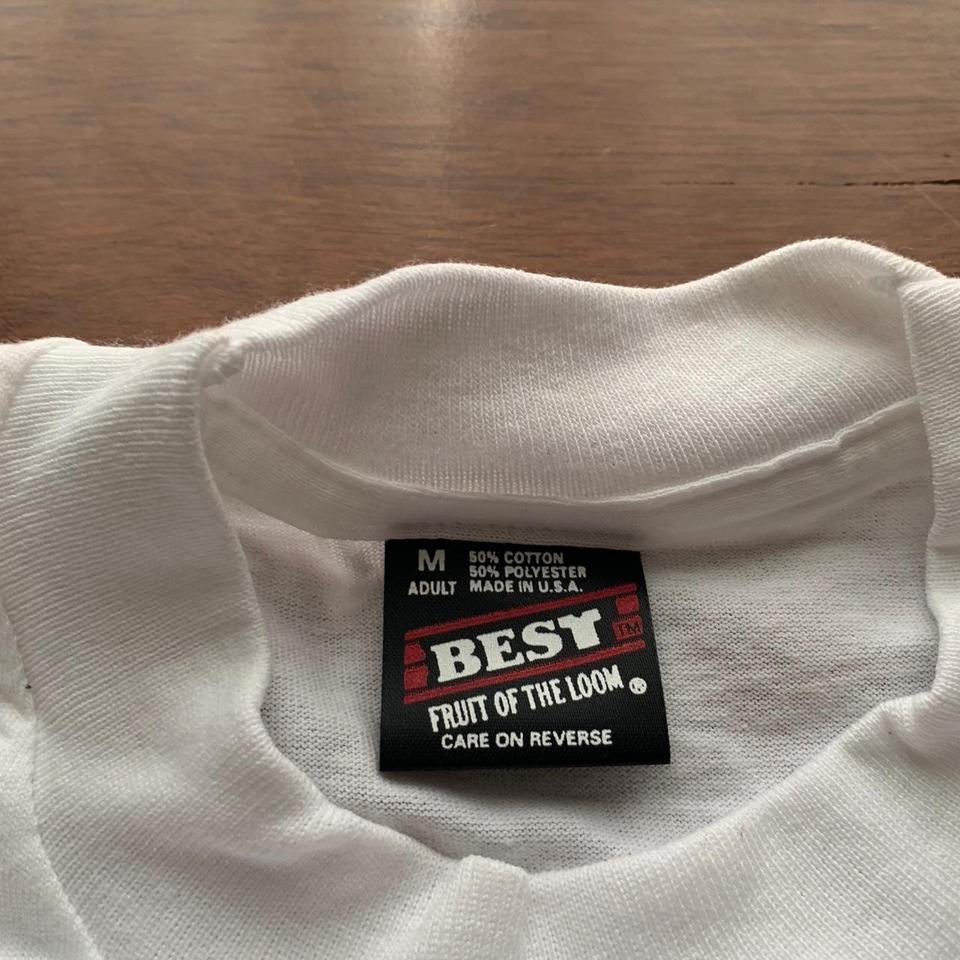 M
ADULT
50% COTTON
50% POLYESTER
MADE IN U.S.A.
BEST
TM
FRUIT OF THE LOOM ®
CARE ON REVERSE